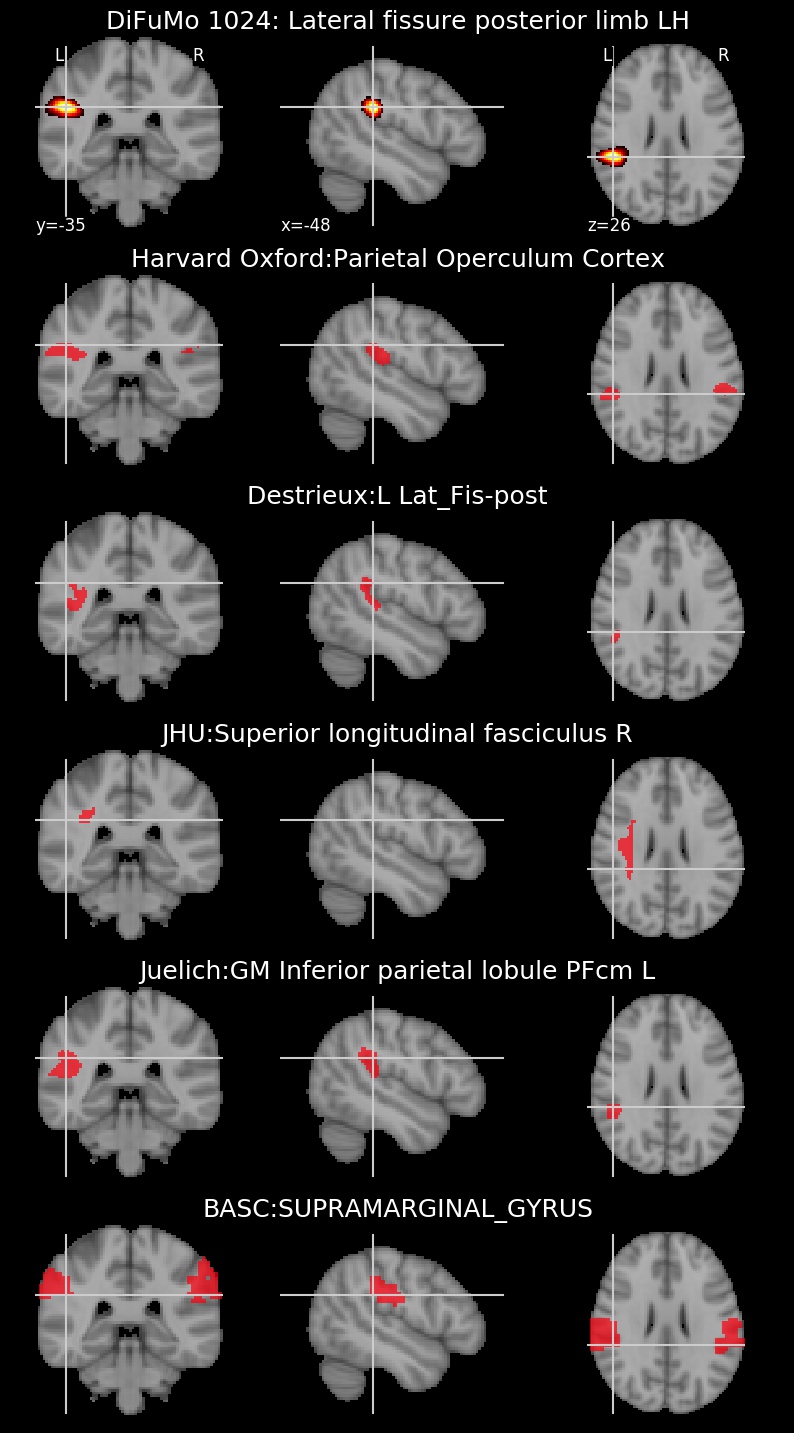 DiFuMo 1024: Lateral fissure posterior limb LH
L R L R
y=-35 x=-48 z=26
Harvard Oxford:Parietal Operculum Cortex
Destrieux:L Lat_Fis-post
JHU:Superior longitudinal fasciculus R
Juelich:GM Inferior parietal lobule PFcm L
BASC:SUPRAMARGINAL_GYRUS